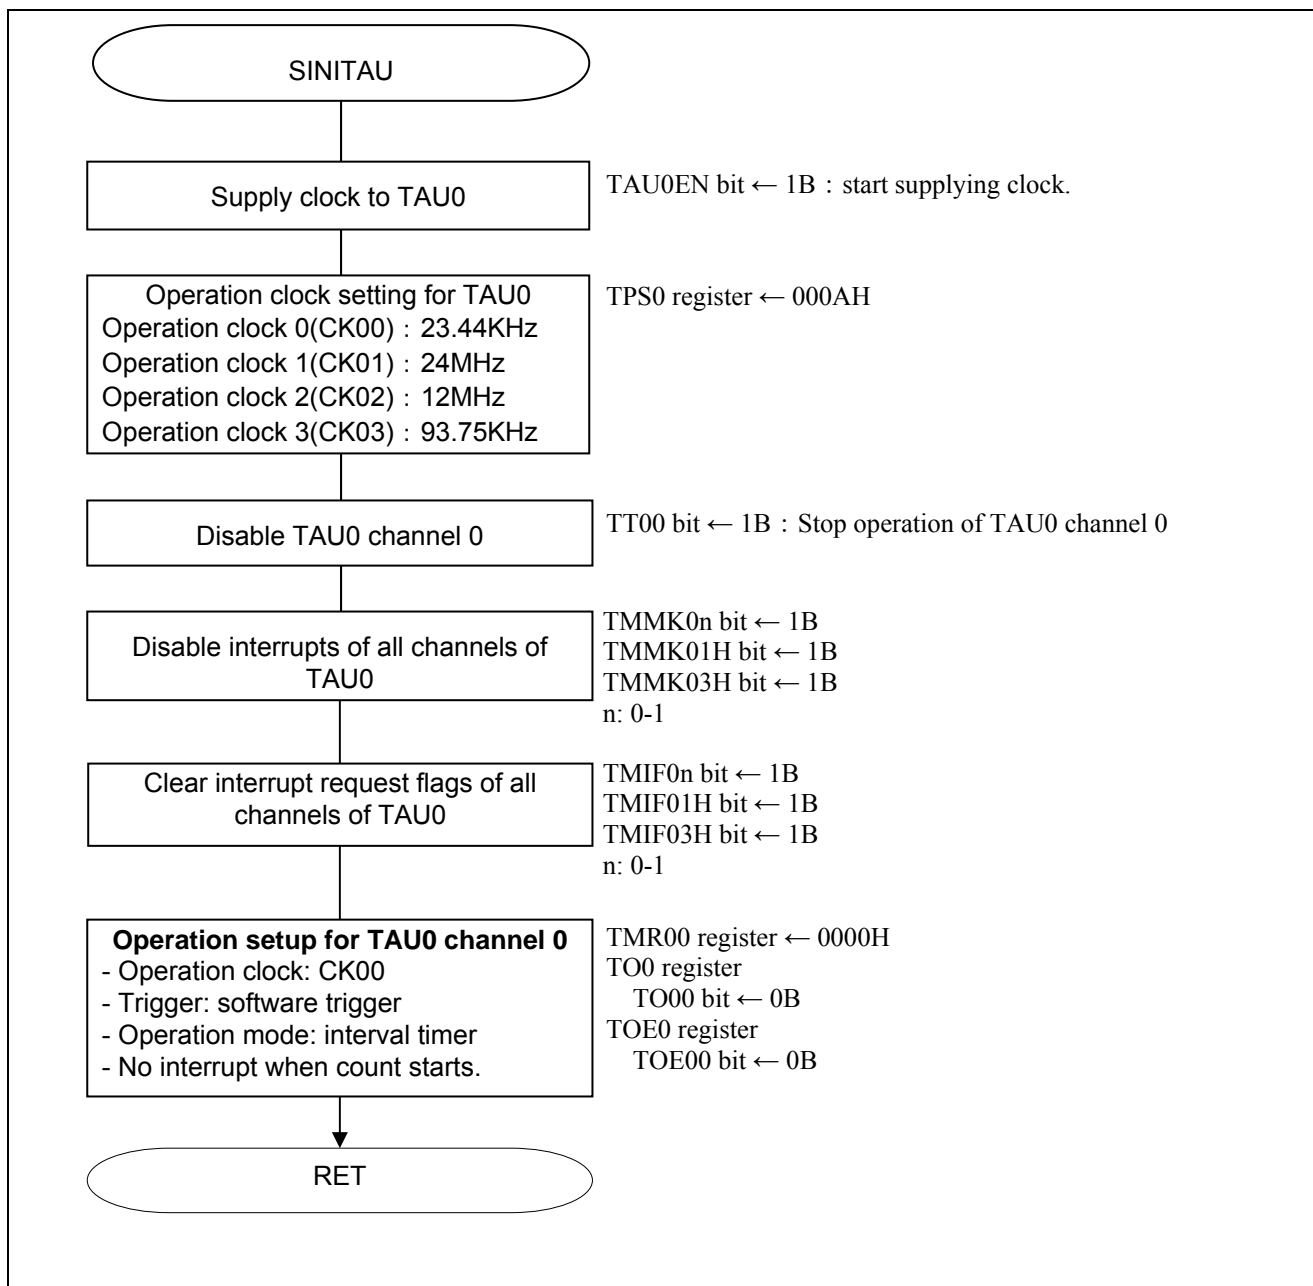 SINITAU
Supply clock to TAU0
TAU0EN bit ← 1B : start supplying clock.
Operation clock setting for TAU0
Operation clock 0(CK00) : 23.44KHz
Operation clock 1(CK01) : 24MHz
Operation clock 2(CK02) : 12MHz
Operation clock 3(CK03) : 93.75KHz
TPS0 register ← 000AH
Disable TAU0 channel 0
TT00 bit ← 1B : Stop operation of TAU0 channel 0
Disable interrupts of all channels of
TAU0
TMMK0n bit ← 1B
TMMK01H bit ← 1B
TMMK03H bit ← 1B
n: 0-1
Clear interrupt request flags of all
channels of TAU0
TMIF0n bit ← 1B
TMIF01H bit ← 1B
TMIF03H bit ← 1B
n: 0-1
Operation setup for TAU0 channel 0
- Operation clock: CK00
- Trigger: software trigger
- Operation mode: interval timer
- No interrupt when count starts.
TMR00 register ← 0000H
TO0 register
TO00 bit ← 0B
TOE0 register
TOE00 bit ← 0B
RET